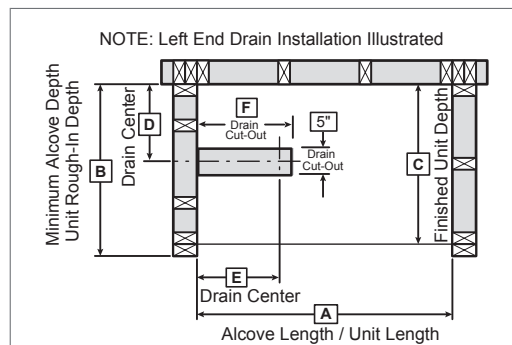 NOTE: Left End Drain Installation Illustrated
Minimum Alcove Depth
Unit Rough-In Depth
B
Drain Center
D
F
Drain
Cut-Out
5"
Drain
Cut-Out
C
Finished Unit Depth
E
Drain Center
A
Alcove Length / Unit Length